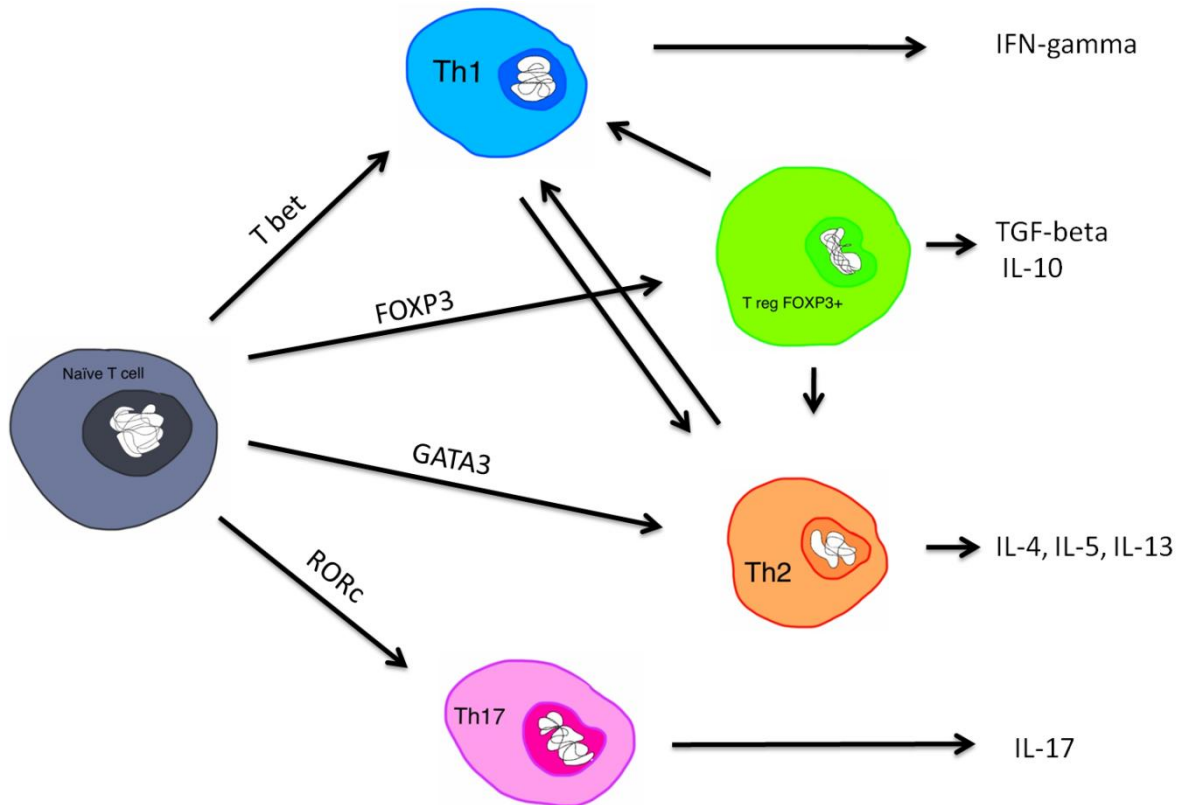 Th1
IFN-gamma
T bet
TGF-beta
IL-10
T reg FOXP3+
FOXP3
Naïve T cell
GATA3
Th2
IL-4, IL-5, IL-13
RORc
Th17
IL-17